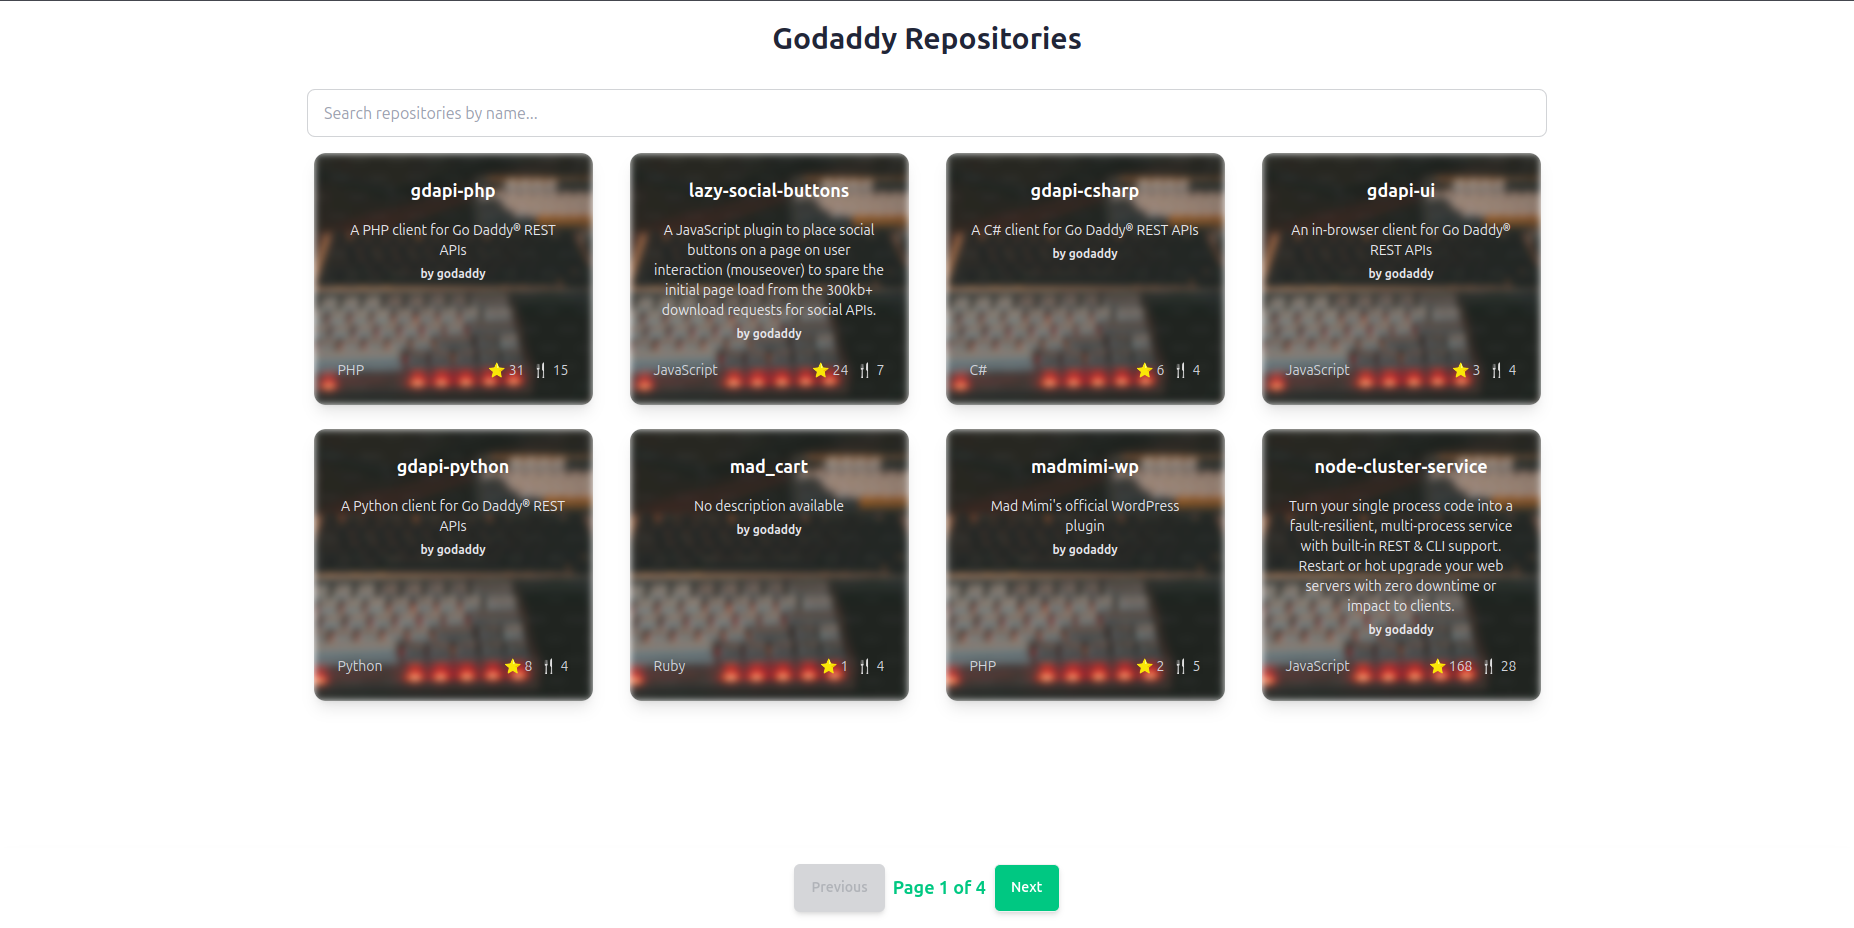 Godaddy Repositories
Search repositories by name...
gdapi-php
A PHP client for Go Daddy® REST
APIs
by godaddy
PHP
31
15
lazy-social-buttons
A JavaScript plugin to place social
buttons on a page on user
interaction (mouseover) to spare the
initial page load from the 300kb+
download requests for social APIs.
by godaddy
JavaScript
24
7
gdapi-csharp
A C# client for Go Daddy® REST APIs
by godaddy
C#
6
4
gdapi-ui
An in-browser client for Go Daddy®
REST APIs
by godaddy
JavaScript
3
4
gdapi-python
A Python client for Go Daddy® REST
APIs
by godaddy
Python
8
4
mad_cart
No description available
by godaddy
Ruby
1
4
madmimi-wp
Mad Mimi's official WordPress
plugin
by godaddy
PHP
2
5
node-cluster-service
Turn your single process code into a
fault-resilient, multi-process service
with built-in REST & CLI support.
Restart or hot upgrade your web
servers with zero downtime or
impact to clients.
by godaddy
JavaScript
168
28
Previous
Page 1 of 4
Next